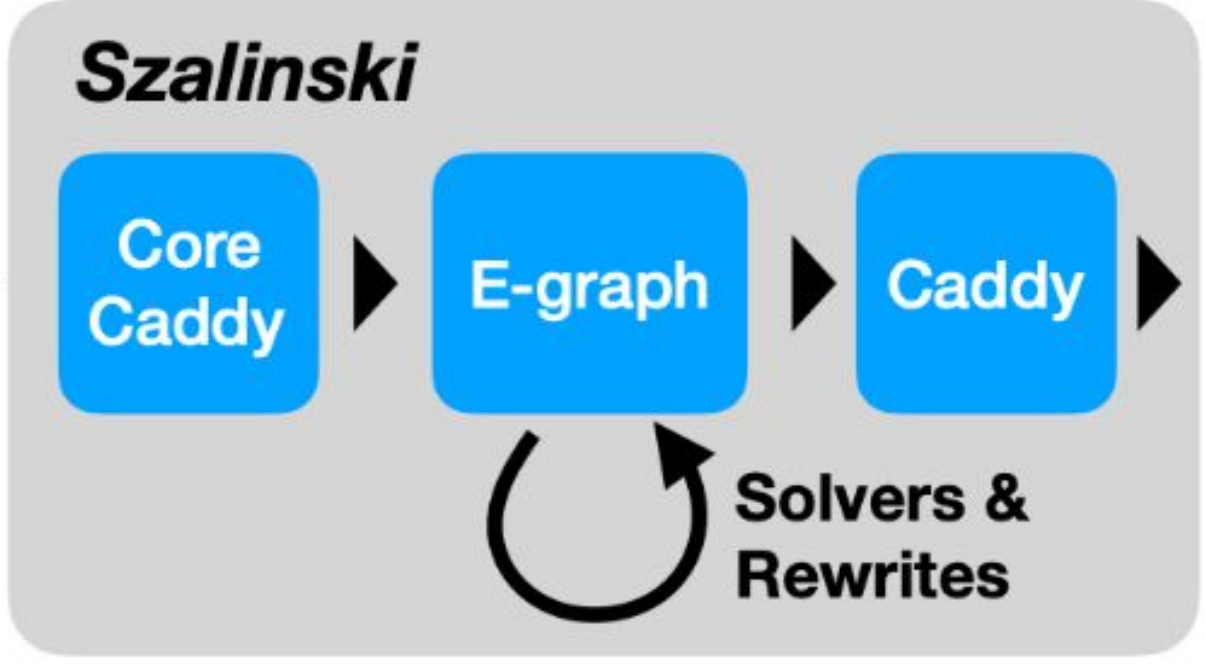 Szalinski
Core
Caddy
E-graph
Caddy
Solvers &
Rewrites